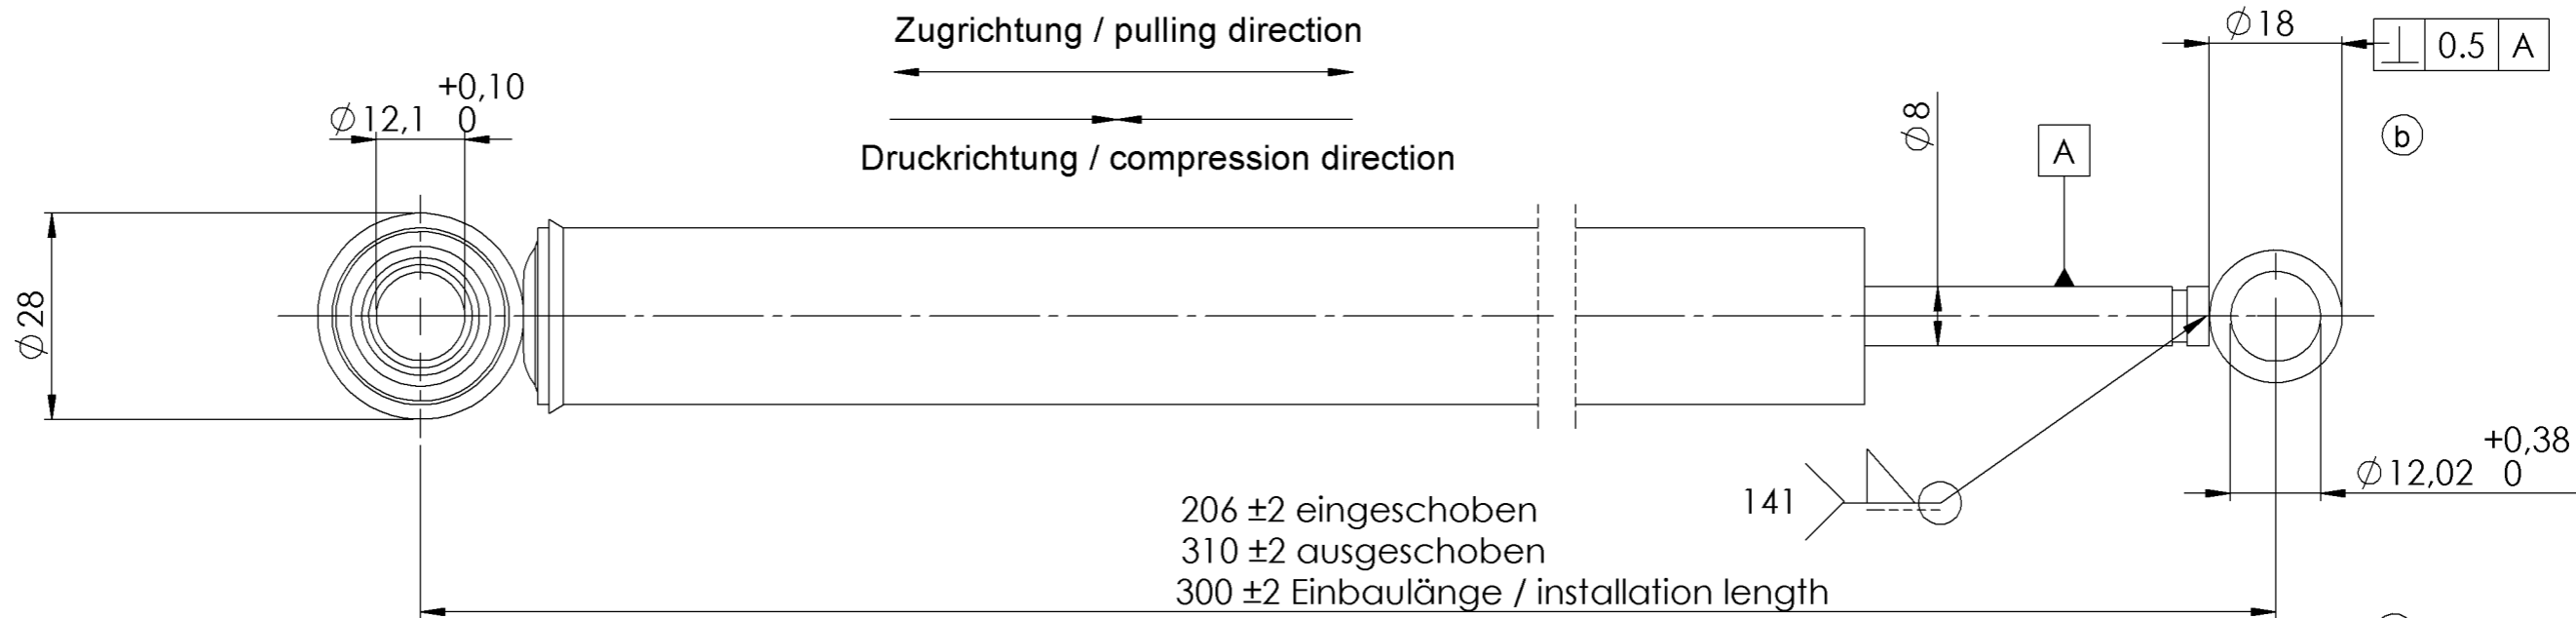 Zugrichtung / pulling direction
Druckrichtung / compression direction
+0,10
⌀12,1 0
⌀28
⌀8
A
⌀18
⊥ 0.5 A
b
+0,38
⌀12,02 0
141
206 ±2 eingeschoben
310 ±2 ausgeschoben
300 ±2 Einbaulänge / installation length